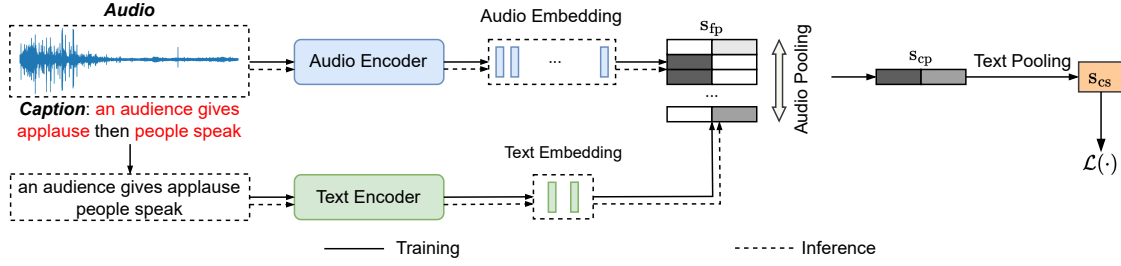 Audio
Audio Encoder
Audio Embedding
...
s_fp
...
Audio Pooling
s_cp
Text Pooling
s_cs
ℒ(·)
Caption: an audience gives
applause then people speak
an audience gives applause
people speak
Text Encoder
Text Embedding
Training
Inference